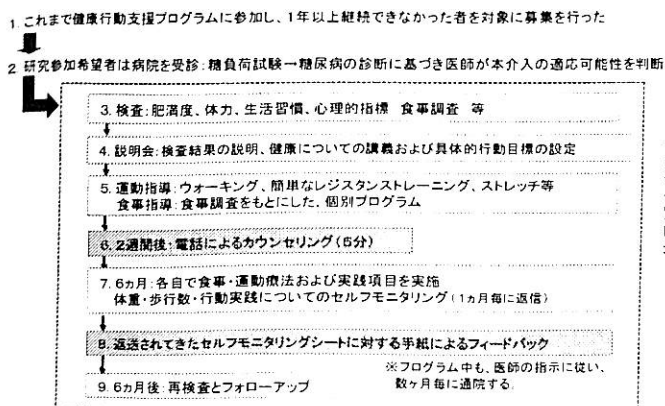 1. これまで健康行動支援プログラムに参加し、1年以上継続できなかった者を対象に募集を行った
2 研究参加希望者は病院を受診：糖負荷試験→糖尿病の診断に基づき医師が本介入の適応可能性を判断
3. 検査：肥満度、体力、生活習慣、心理的指標 食事調査 等
4. 説明会：検査結果の説明、健康についての講義および具体的行動目標の設定
5. 運動指導：ウォーキング、簡単なレジスタンストレーニング、ストレッチ等
食事指導：食事調査をもとにした、個別プログラム
6. 2週間後：電話によるカウンセリング（5分）
7. 6ヵ月：各自で食事・運動療法および実践項目を実施
体重・歩行数・行動実践についてのセルフモニタリング（1ヵ月毎に返信）
8. 返送されてきたセルフモニタリングシートに対する手紙によるフィードバック
9. 6ヵ月後：再検査とフォローアップ
※プログラム中も、医師の指示に従い、
数ヶ月毎に通院する.